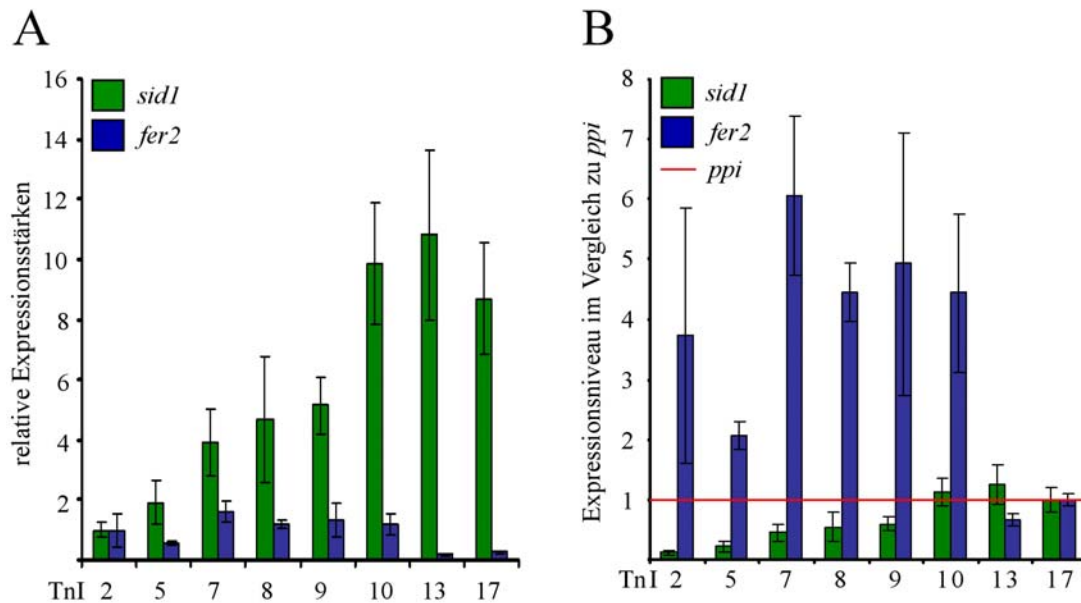 A
relative Expressionsstärken
16
14
12
10
8
6
4
2
sid1
fer2
TnI 2 5 7 8 9 10 13 17
B
Expressionsniveau im Vergleich zu ppi
8
7
6
5
4
3
2
1
0
sid1
fer2
ppi
TnI 2 5 7 8 9 10 13 17